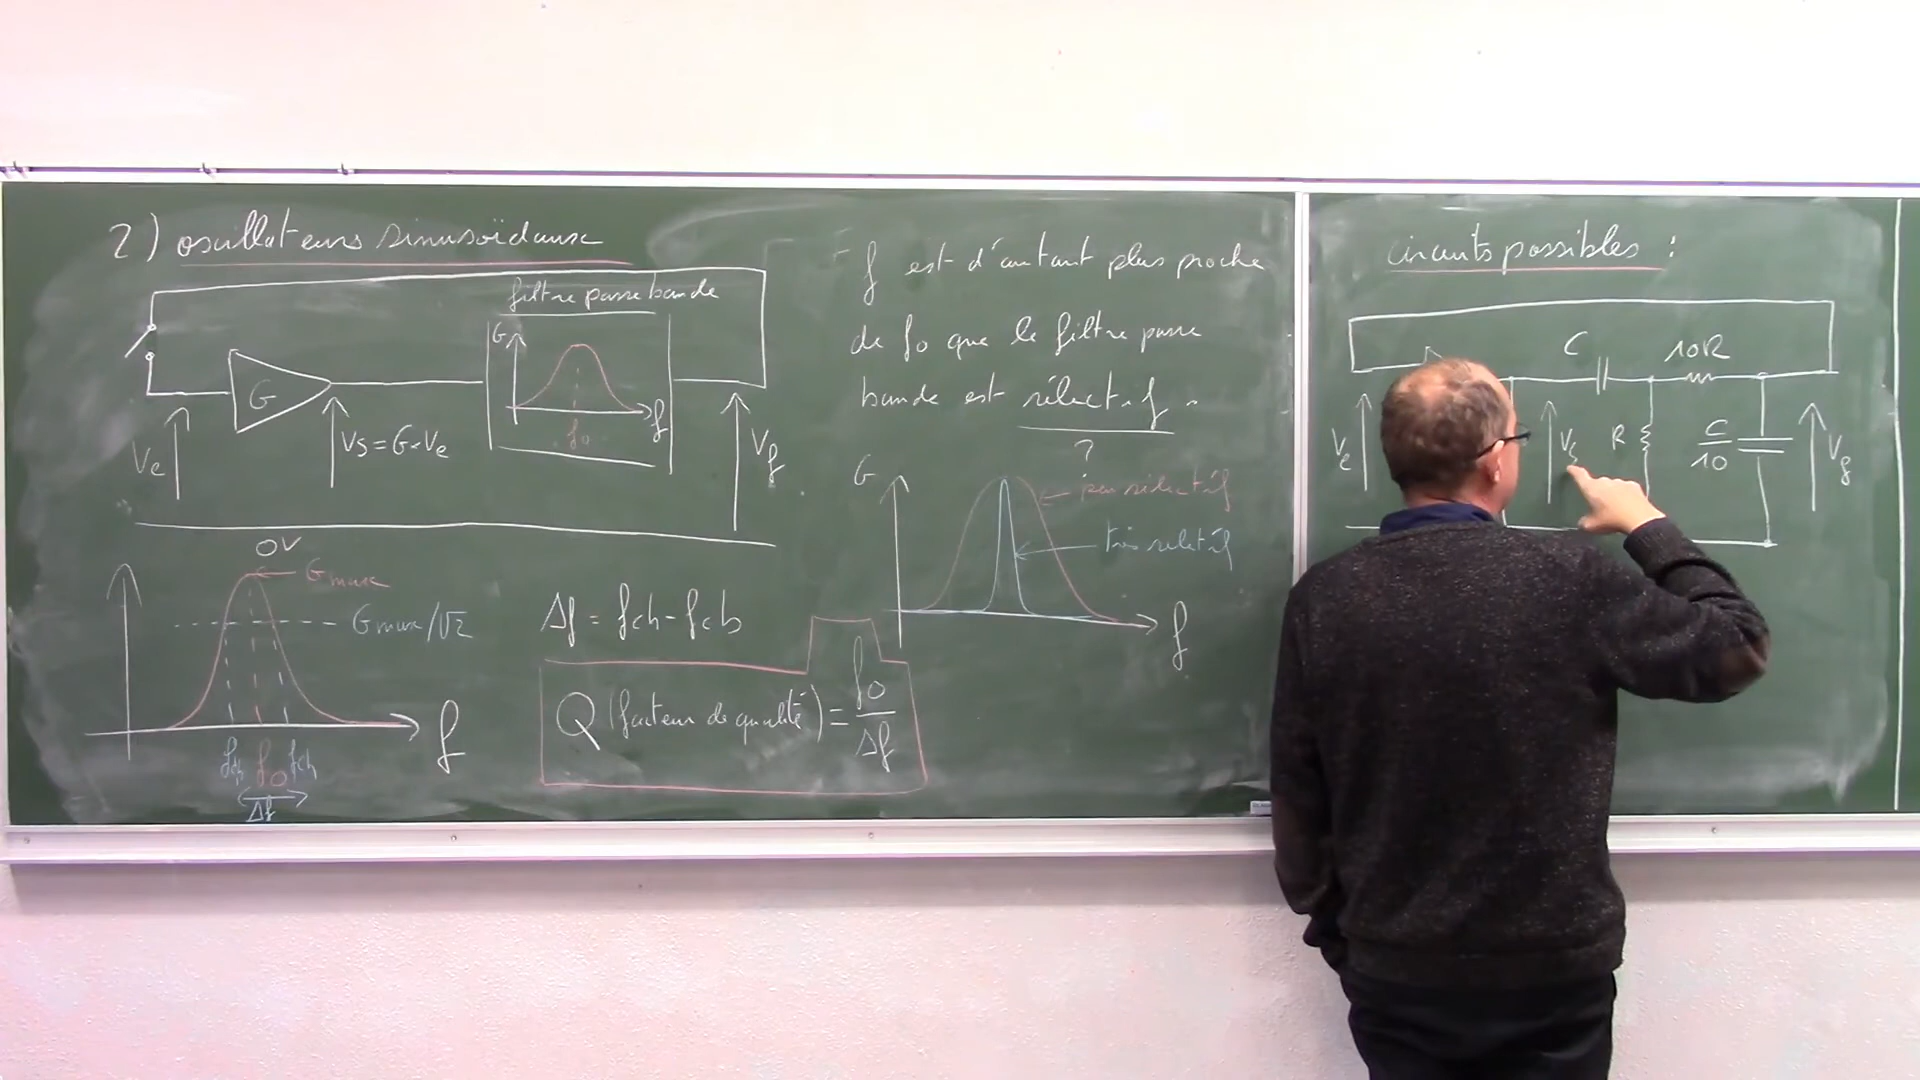 2) oscillateurs sinusoïdaux
filtre passe bande
G
f
f0
G
Ve
Vs = G × Ve
Vf
0V
Gmax
Gmax/√2
f
fcb f0 fch
Δf
Δf = fch - fcb
Q (facteur de qualité) = f0 / Δf
f est d'autant plus proche
de f0 que le filtre passe
bande est sélectif.
?
G
peu sélectif
très sélectif
f
circuits possibles :
C
10R
Ve
Vs
R
C/10
Vf